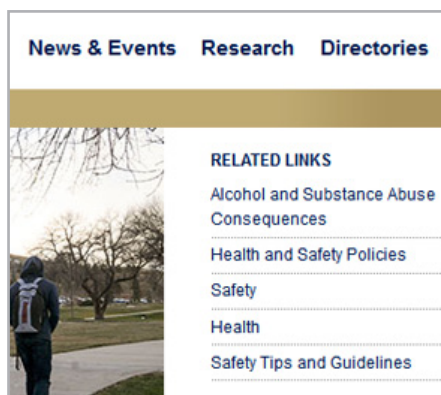 News & Events Research Directories
RELATED LINKS
Alcohol and Substance Abuse
Consequences
Health and Safety Policies
Safety
Health
Safety Tips and Guidelines